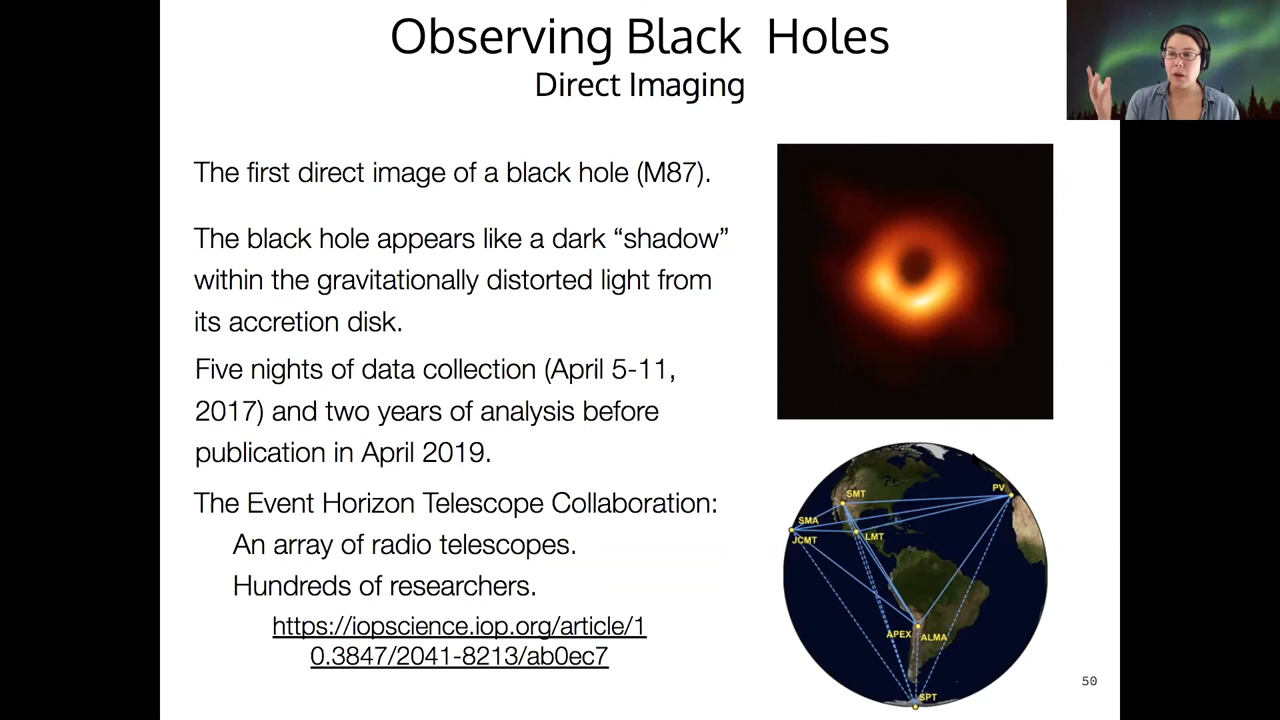 Observing Black Holes
Direct Imaging
The first direct image of a black hole (M87).
The black hole appears like a dark “shadow”
within the gravitationally distorted light from
its accretion disk.
Five nights of data collection (April 5-11,
2017) and two years of analysis before
publication in April 2019.
The Event Horizon Telescope Collaboration:
An array of radio telescopes.
Hundreds of researchers.
https://iopscience.iop.org/article/1
0.3847/2041-8213/ab0ec7
SMT
PV
SMA
JCMT
LMT
APEX
ALMA
SPT
50